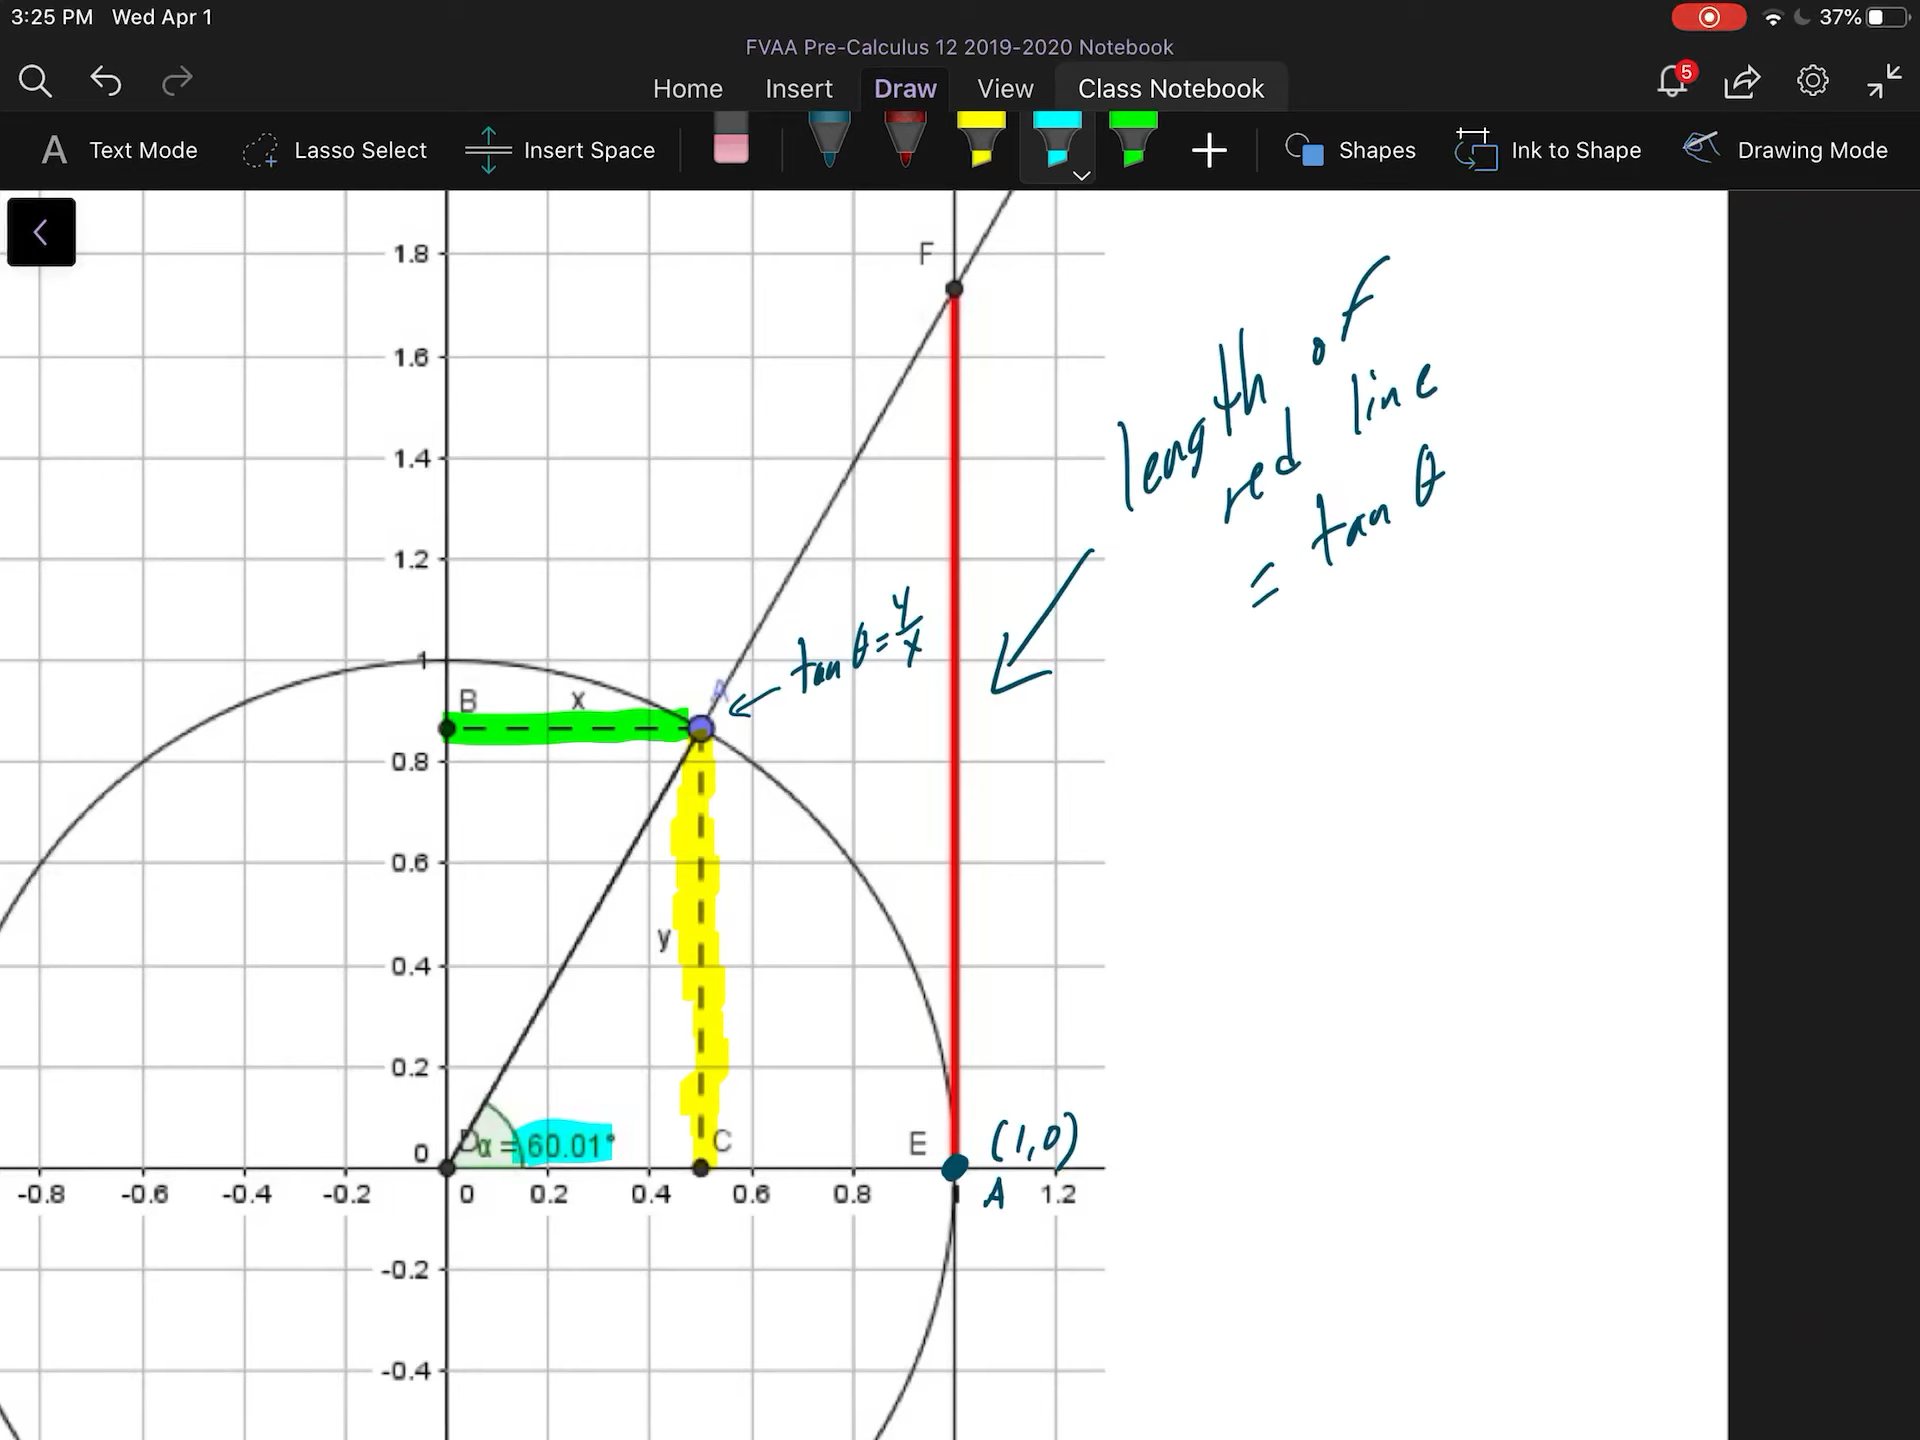 3:25 PM Wed Apr 1
37%
FVAA Pre-Calculus 12 2019-2020 Notebook
Home Insert Draw View Class Notebook
5
A Text Mode Lasso Select Insert Space Shapes Ink to Shape Drawing Mode
F
1.8
1.6
1.4
1.2
1
0.8
0.6
0.4
0.2
0
-0.2
-0.4
length of
red line
= tan θ
tan θ = y/x
B x A
y
D α = 60.01° C E (1,0)
A
-0.8 -0.6 -0.4 -0.2 0 0.2 0.4 0.6 0.8 1 1.2